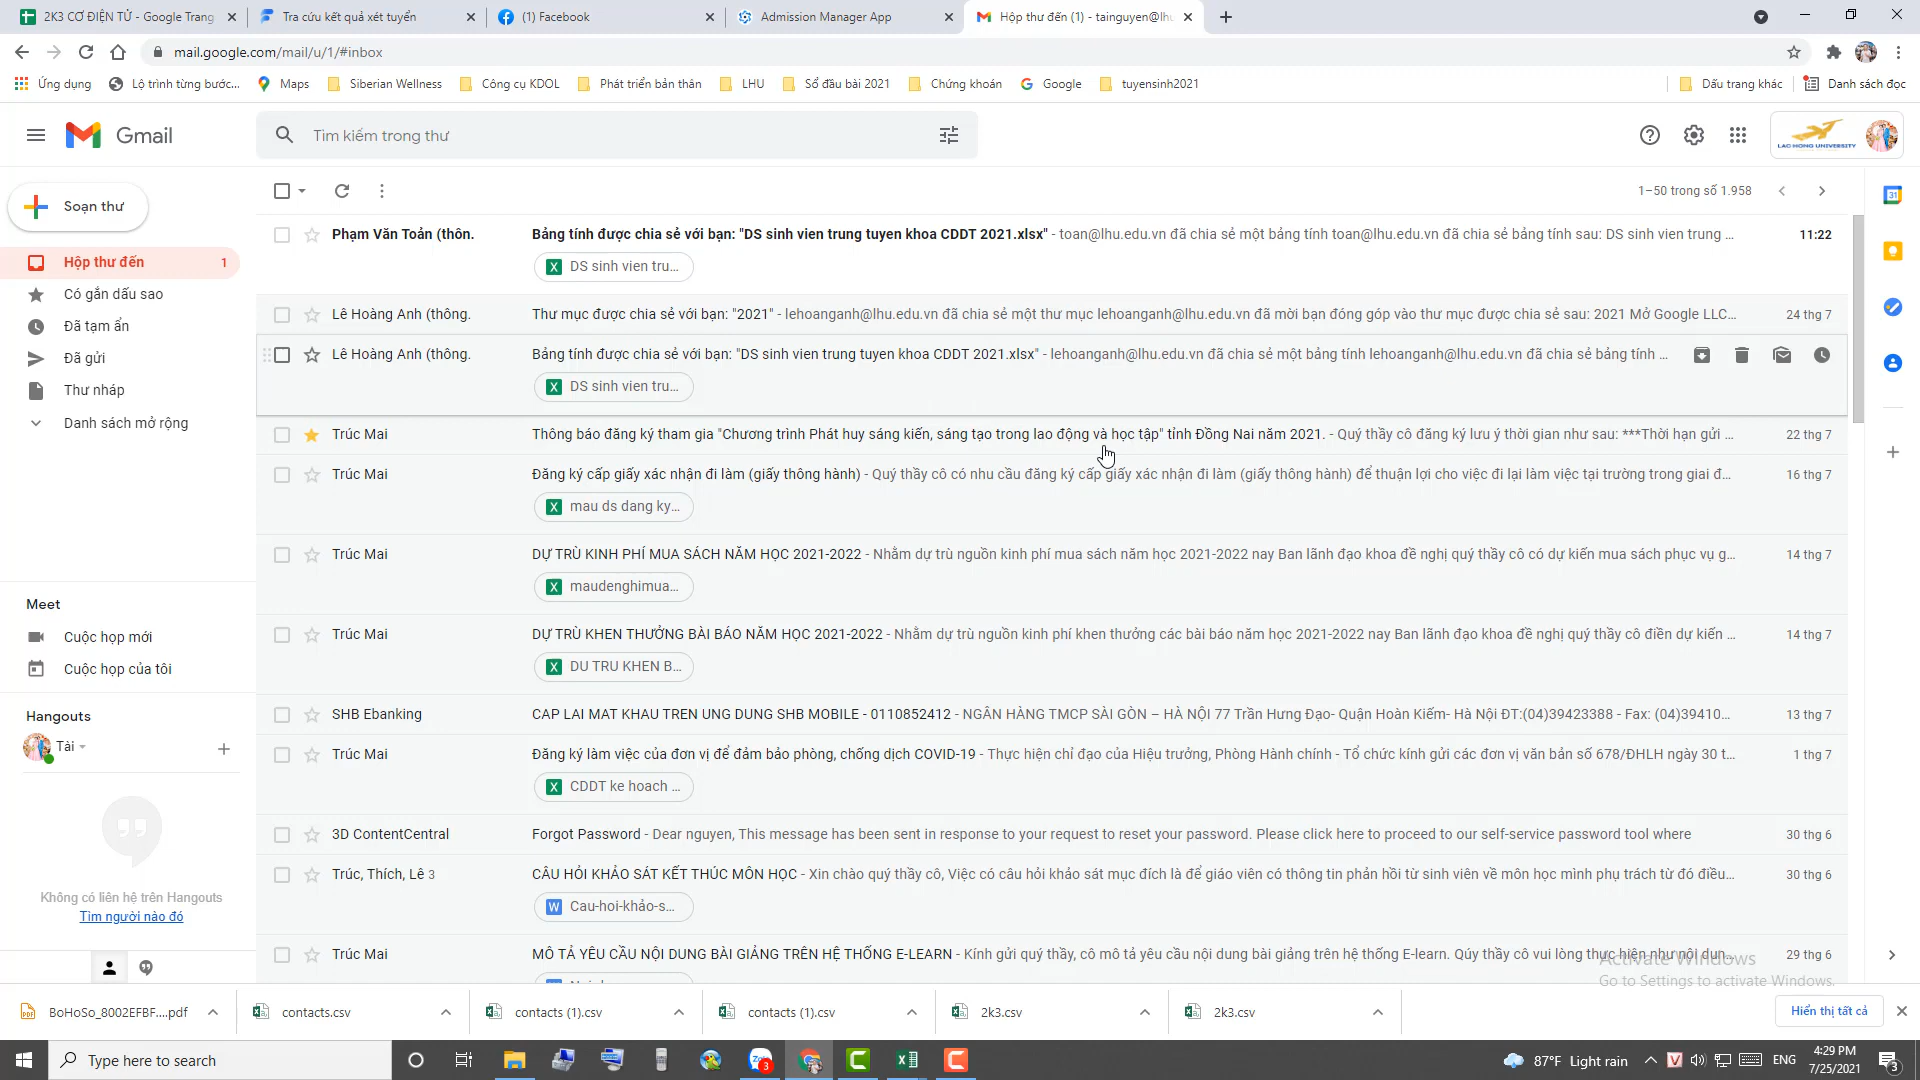 2K3 CƠ ĐIỆN TỬ - Google Trang
Tra cứu kết quả xét tuyển
(1) Facebook
Admission Manager App
Hộp thư đến (1) - tainguyen@lhu
mail.google.com/mail/u/1/#inbox
Ứng dụng
Lộ trình từng bước...
Maps
Siberian Wellness
Công cụ KDOL
Phát triển bản thân
LHU
Sổ đầu bài 2021
Chứng khoán
Google
tuyensinh2021
Dấu trang khác
Danh sách đọc
Gmail
Tìm kiếm trong thư
LAC HONG UNIVERSITY
Soạn thư
1–50 trong số 1.958
31
Hộp thư đến 1
Có gắn dấu sao
Đã tạm ẩn
Đã gửi
Thư nháp
Danh sách mở rộng
Meet
Cuộc họp mới
Cuộc họp của tôi
Hangouts
Tài
Không có liên hệ trên Hangouts
Tìm người nào đó
Phạm Văn Toản (thôn. Bảng tính được chia sẻ với bạn: "DS sinh vien trung tuyen khoa CDDT 2021.xlsx" - toan@lhu.edu.vn đã chia sẻ một bảng tính toan@lhu.edu.vn đã chia sẻ bảng tính sau: DS sinh vien trung ... 11:22
DS sinh vien tru...
Lê Hoàng Anh (thông. Thư mục được chia sẻ với bạn: "2021" - lehoanganh@lhu.edu.vn đã chia sẻ một thư mục lehoanganh@lhu.edu.vn đã mời bạn đóng góp vào thư mục được chia sẻ sau: 2021 Mở Google LLC... 24 thg 7
Lê Hoàng Anh (thông. Bảng tính được chia sẻ với bạn: "DS sinh vien trung tuyen khoa CDDT 2021.xlsx" - lehoanganh@lhu.edu.vn đã chia sẻ một bảng tính lehoanganh@lhu.edu.vn đã chia sẻ bảng tính ...
DS sinh vien tru...
Trúc Mai Thông báo đăng ký tham gia "Chương trình Phát huy sáng kiến, sáng tạo trong lao động và học tập" tỉnh Đồng Nai năm 2021. - Quý thầy cô đăng ký lưu ý thời gian như sau: ***Thời hạn gửi ... 22 thg 7
Trúc Mai Đăng ký cấp giấy xác nhận đi làm (giấy thông hành) - Quý thầy cô có nhu cầu đăng ký cấp giấy xác nhận đi làm (giấy thông hành) để thuận lợi cho việc đi lại làm việc tại trường trong giai đ... 16 thg 7
mau ds dang ky...
Trúc Mai DỰ TRÙ KINH PHÍ MUA SÁCH NĂM HỌC 2021-2022 - Nhằm dự trù nguồn kinh phí mua sách năm học 2021-2022 nay Ban lãnh đạo khoa đề nghị quý thầy cô có dự kiến mua sách phục vụ g... 14 thg 7
maudenghimua...
Trúc Mai DỰ TRÙ KHEN THƯỞNG BÀI BÁO NĂM HỌC 2021-2022 - Nhằm dự trù nguồn kinh phí khen thưởng các bài báo năm học 2021-2022 nay Ban lãnh đạo khoa đề nghị quý thầy cô điền dự kiến ... 14 thg 7
DU TRU KHEN B...
SHB Ebanking CAP LAI MAT KHAU TREN UNG DUNG SHB MOBILE - 0110852412 - NGÂN HÀNG TMCP SÀI GÒN – HÀ NỘI 77 Trần Hưng Đạo- Quận Hoàn Kiếm- Hà Nội ĐT:(04)39423388 - Fax: (04)39410... 13 thg 7
Trúc Mai Đăng ký làm việc của đơn vị để đảm bảo phòng, chống dịch COVID-19 - Thực hiện chỉ đạo của Hiệu trưởng, Phòng Hành chính - Tổ chức kính gửi các đơn vị văn bản số 678/ĐHLH ngày 30 t... 1 thg 7
CDDT ke hoach ...
3D ContentCentral Forgot Password - Dear nguyen, This message has been sent in response to your request to reset your password. Please click here to proceed to our self-service password tool where 30 thg 6
Trúc, Thích, Lê 3 CÂU HỎI KHẢO SÁT KẾT THÚC MÔN HỌC - Xin chào quý thầy cô, Việc có câu hỏi khảo sát mục đích là để giáo viên có thông tin phản hồi từ sinh viên về môn học mình phụ trách từ đó điều... 30 thg 6
Cau-hoi-khảo-s...
Trúc Mai MÔ TẢ YÊU CẦU NỘI DUNG BÀI GIẢNG TRÊN HỆ THỐNG E-LEARN - Kính gửi quý thầy, cô mô tả yêu cầu nội dung bài giảng trên hệ thống E-learn. Qúy thầy cô vui lòng thực hiện như nội dun... 29 thg 6
Activate Windows
Go to Settings to activate Windows.
BoHoSo_8002EFBF....pdf
contacts.csv
contacts (1).csv
contacts (1).csv
2k3.csv
2k3.csv
Hiển thị tất cả
Type here to search
3
87°F Light rain
ENG
4:29 PM
7/25/2021
3